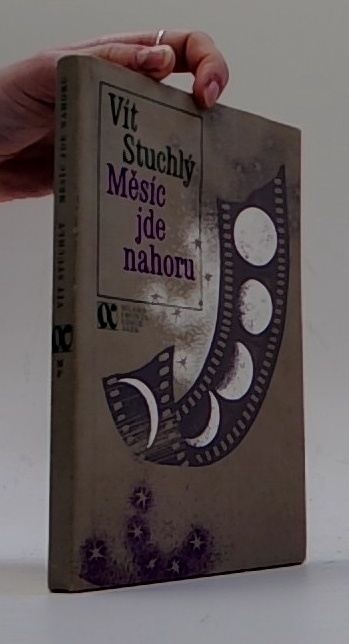 Vít
Stuchlý
Měsíc
jde
nahoru
VÍT STUCHLÝ MĚSÍC JDE NAHORU